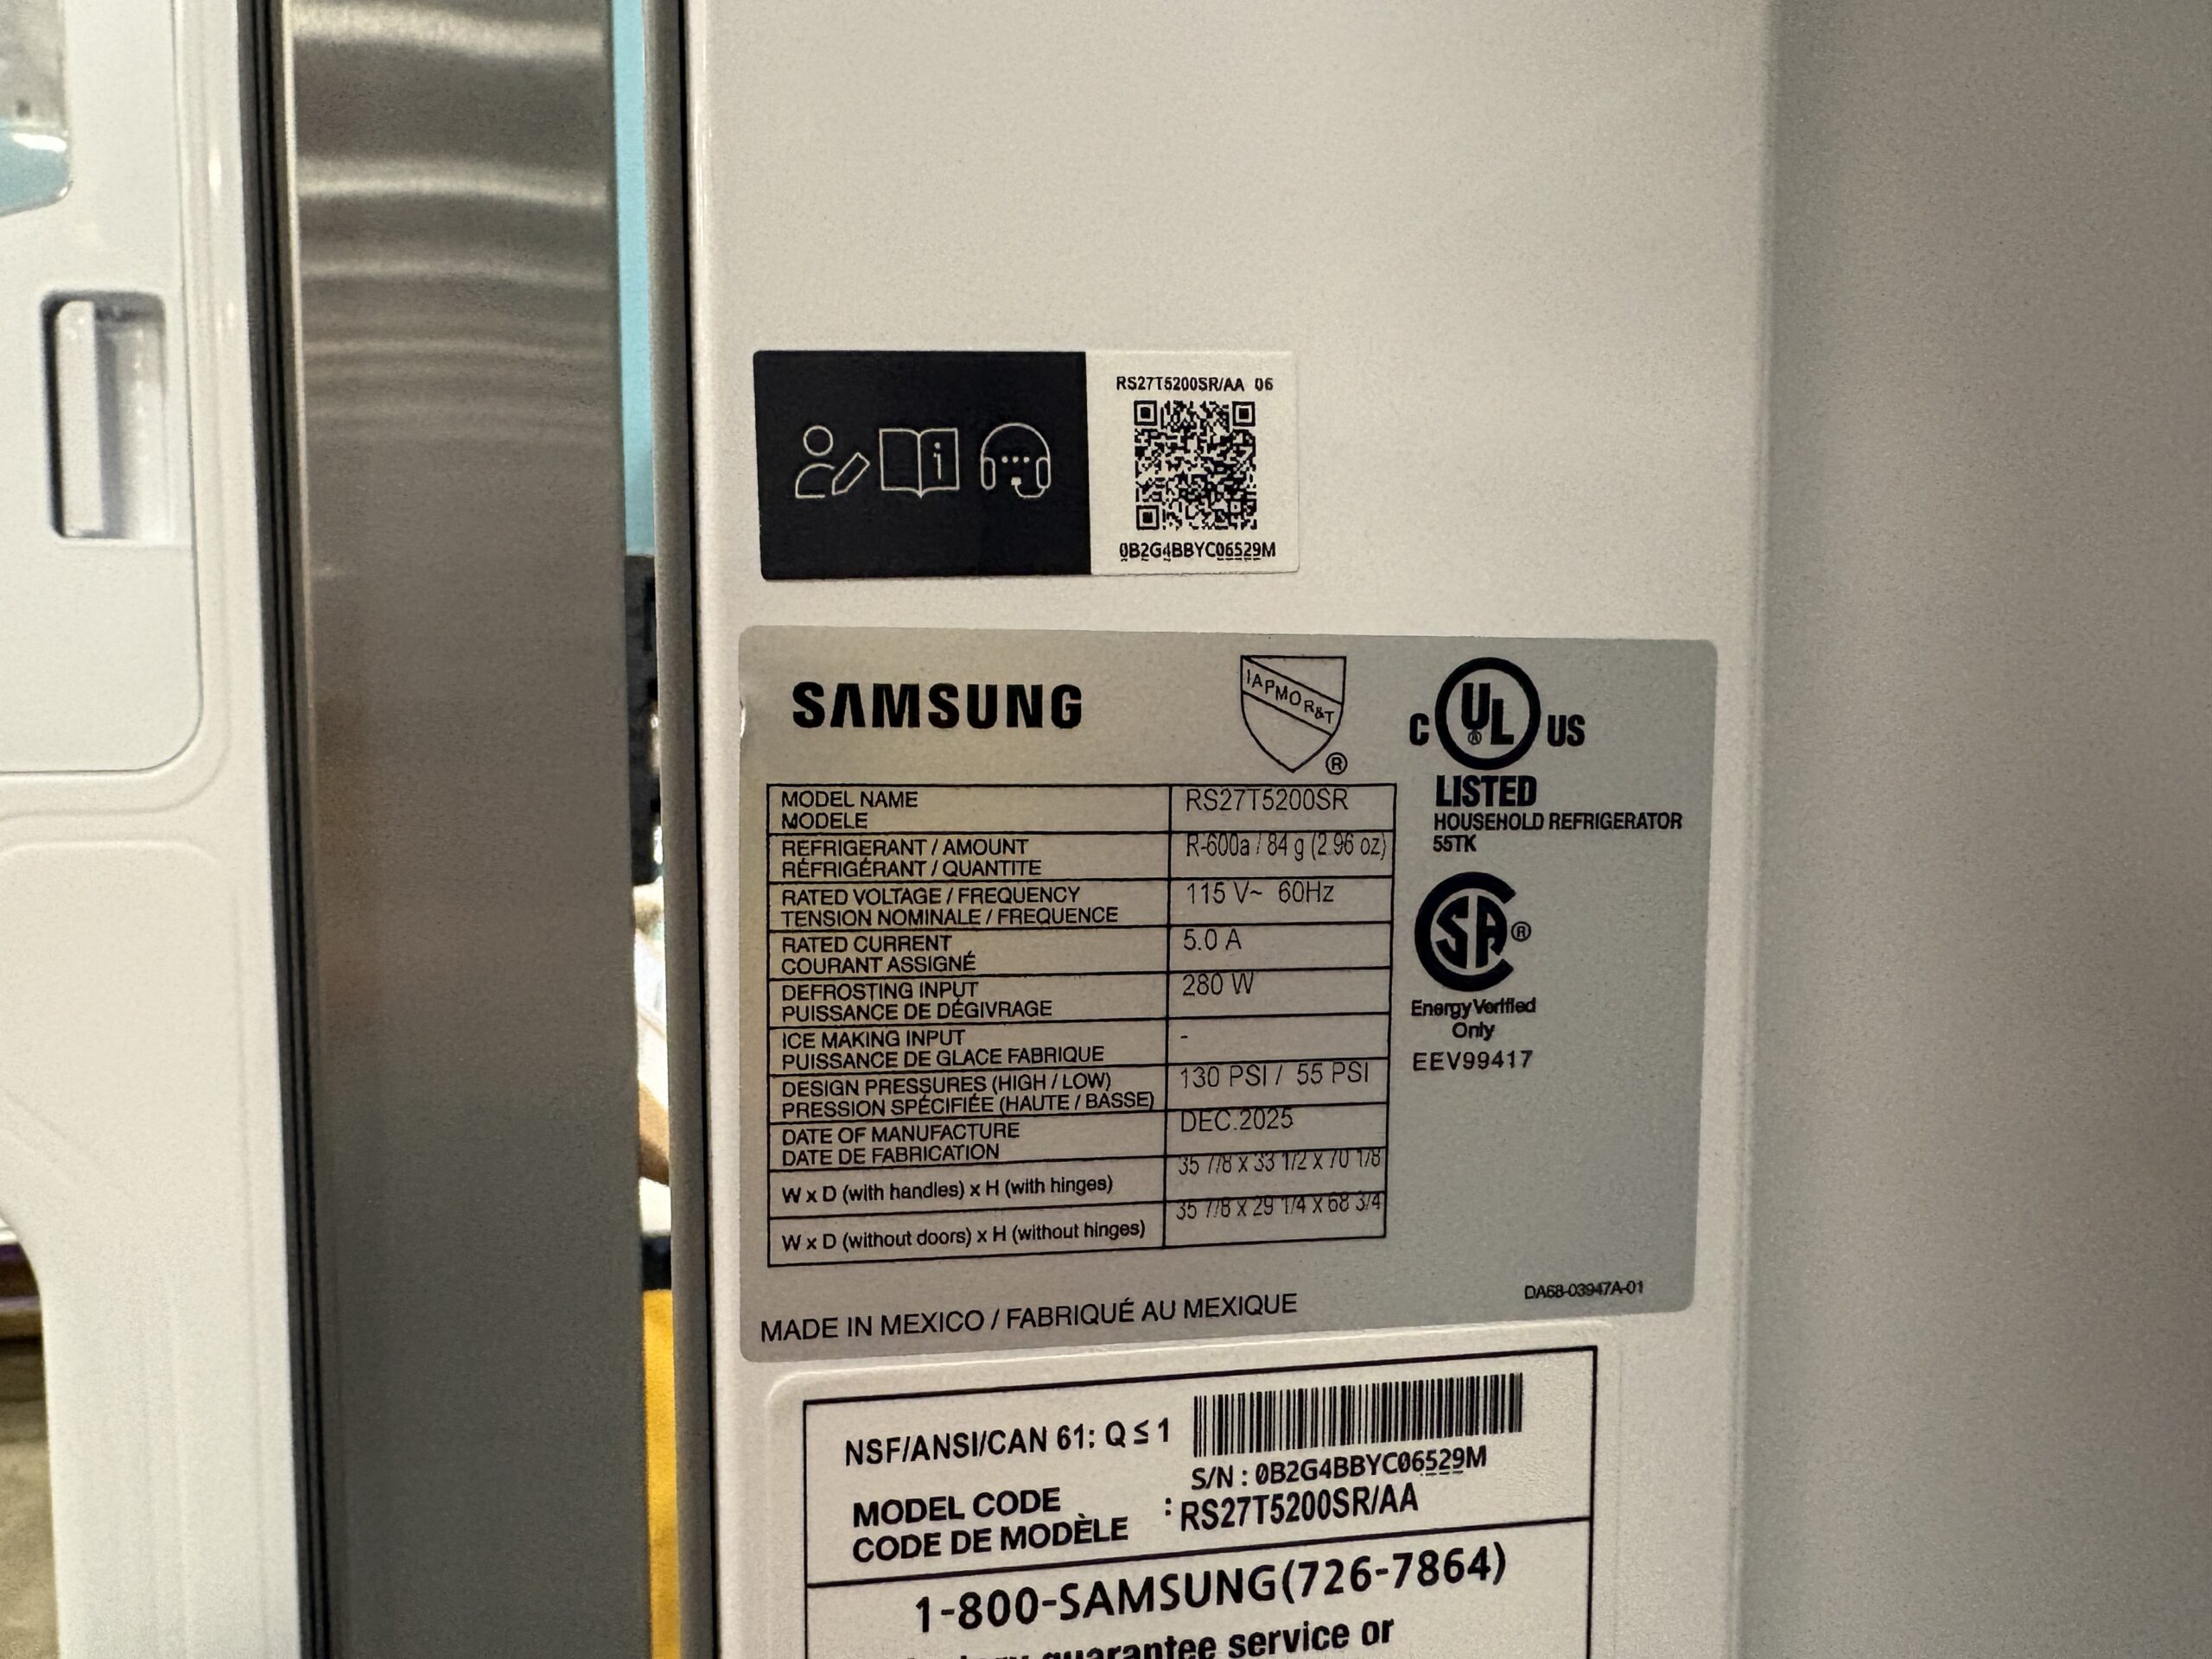 RS27T5200SR/AA 06
0B2G4BBYC06529M
SAMSUNG
IAPMO R&T
®
C UL US
®
LISTED
HOUSEHOLD REFRIGERATOR
55TK
MODEL NAME RS27T5200SR
MODELE
REFRIGERANT / AMOUNT R-600a / 84 g (2.96 oz)
RÉFRIGÉRANT / QUANTITE
RATED VOLTAGE / FREQUENCY 115 V~ 60Hz
TENSION NOMINALE / FREQUENCE
RATED CURRENT 5.0 A
COURANT ASSIGNÉ
DEFROSTING INPUT 280 W
PUISSANCE DE DÉGIVRAGE
ICE MAKING INPUT -
PUISSANCE DE GLACE FABRIQUE
DESIGN PRESSURES (HIGH / LOW) 130 PSI / 55 PSI
PRESSION SPÉCIFIÉE (HAUTE / BASSE)
DATE OF MANUFACTURE DEC.2025
DATE DE FABRICATION
W x D (with handles) x H (with hinges) 35 7/8 x 33 1/2 x 70 1/8
W x D (without doors) x H (without hinges) 35 7/8 x 29 1/4 x 68 3/4
SA ®
Energy Verified
Only
EEV99417
DA68-03947A-01
MADE IN MEXICO / FABRIQUÉ AU MEXIQUE
NSF/ANSI/CAN 61: Q ≤ 1
S/N : 0B2G4BBYC06529M
MODEL CODE
CODE DE MODÈLE : RS27T5200SR/AA
1-800-SAMSUNG(726-7864)
guarantee service or